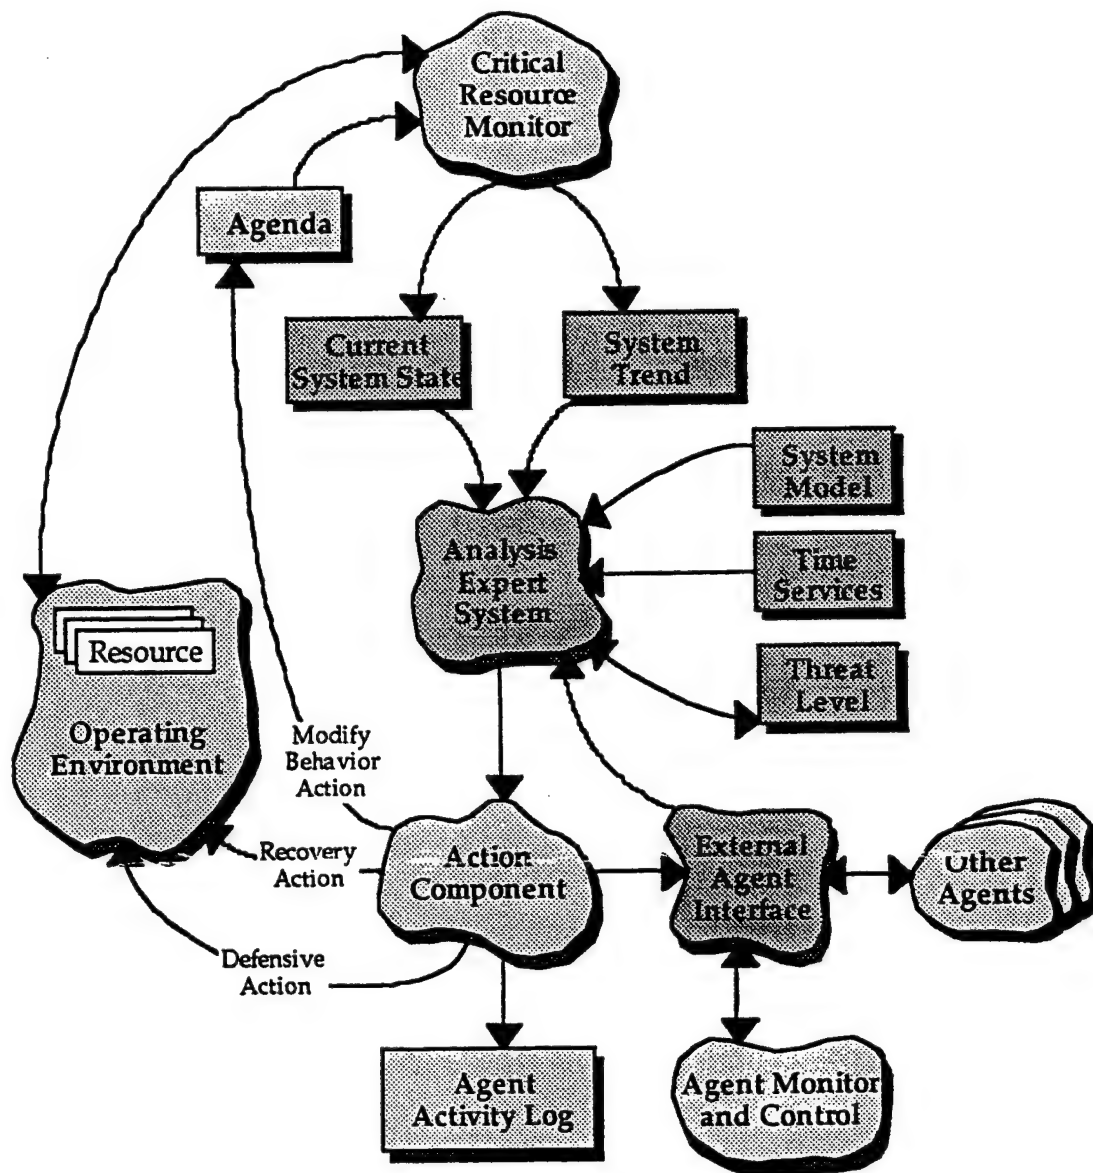 Critical
Resource
Monitor
Agenda
Current
System State
System
Trend
System
Model
Analysis
Expert
System
Time
Services
Resource
Threat
Level
Operating
Environment
Modify
Behavior
Action
Recovery
Action
Action
Component
External
Agent
Interface
Other
Agents
Defensive
Action
Agent
Activity Log
Agent Monitor
and Control